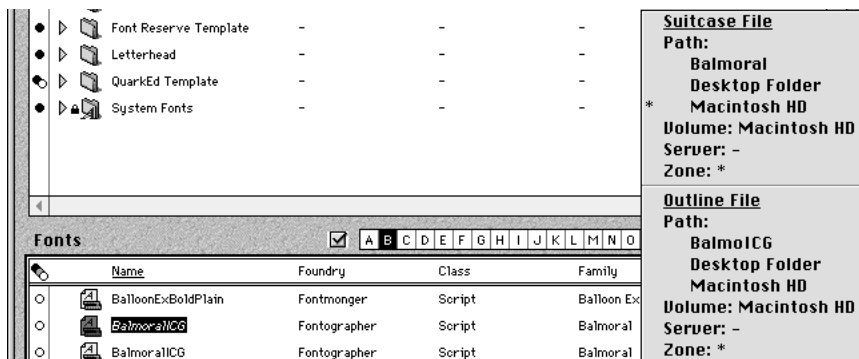 Font Reserve Template - - -
Letterhead - - -
QuarkEd Template - - -
System Fonts - - -
Suitcase File
Path:
Balmoral
Desktop Folder
* Macintosh HD
Volume: Macintosh HD
Server: -
Zone: *
Outline File
Path:
BalmoICG
Desktop Folder
Macintosh HD
Volume: Macintosh HD
Server: -
Zone: *
Fonts A B C D E F G H I J K L M N O
Name Foundry Class Family
BalloonExBoldPlain Fontmonger Script Balloon Ex
BalmoralICG Fontographer Script Balmoral
BalmoralICG Fontographer Script Balmoral